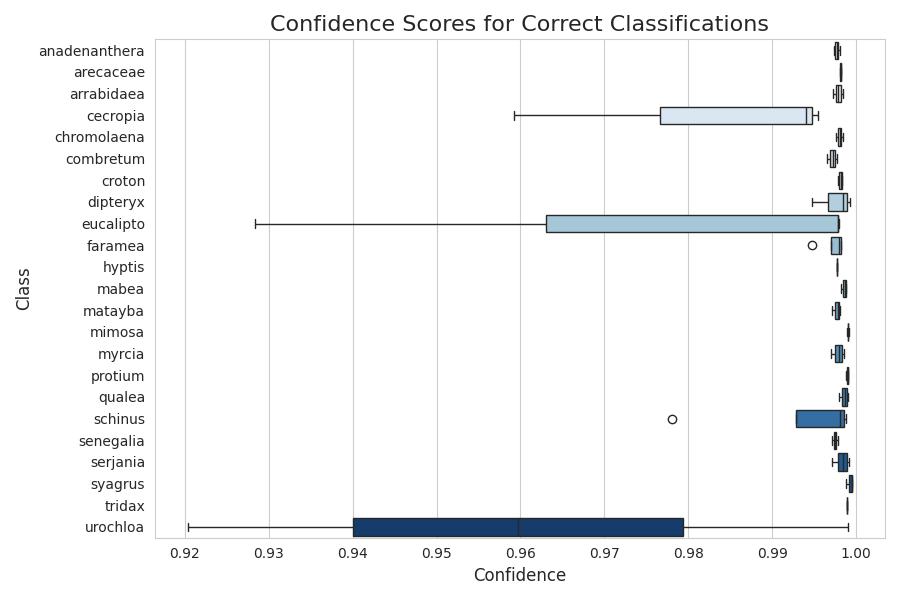 Confidence Scores for Correct Classifications
anadenanthera
arecaceae
arrabidaea
cecropia
chromolaena
combretum
croton
dipteryx
eucalipto
faramea
hyptis
mabea
matayba
mimosa
myrcia
protium
qualea
schinus
senegalia
serjania
syagrus
tridax
urochloa
Class
0.92 0.93 0.94 0.95 0.96 0.97 0.98 0.99 1.00
Confidence